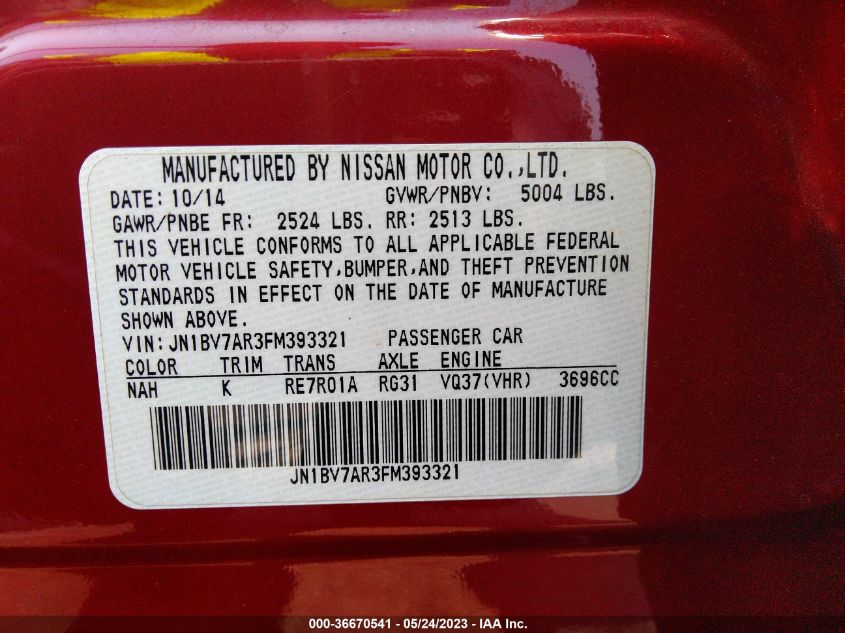 MANUFACTURED BY NISSAN MOTOR CO.,LTD.
DATE: 10/14 GVWR/PNBV: 5004 LBS.
GAWR/PNBE FR: 2524 LBS. RR: 2513 LBS.
THIS VEHICLE CONFORMS TO ALL APPLICABLE FEDERAL
MOTOR VEHICLE SAFETY,BUMPER,AND THEFT PREVENTION
STANDARDS IN EFFECT ON THE DATE OF MANUFACTURE
SHOWN ABOVE.
VIN: JN1BV7AR3FM393321 PASSENGER CAR
COLOR TRIM TRANS AXLE ENGINE
NAH K RE7R01A RG31 VQ37(VHR) 3696CC
JN1BV7AR3FM393321
000-36670541 - 05/24/2023 - IAA Inc.